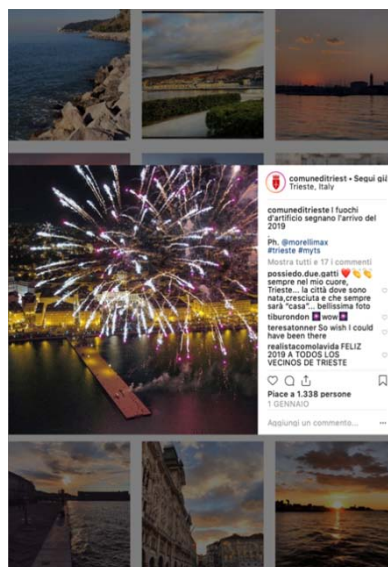 comuneditriest • Segui già
Trieste, Italy
comuneditrieste I fuochi
d'artificio segnano l'arrivo del
2019
.
Ph. @morellimax
#trieste #myts
Mostra tutti e 17 i commenti
possiedo.due.gatti ❤️👏👏
sempre nel mio cuore,
Trieste... la città dove sono
nata,cresciuta e che sempre
sarà "casa"... bellissima foto
tiburondon 🎆wow🎆
teresatonner So wish I could
have been there
realistacomolavida FELIZ
2019 A TODOS LOS
VECINOS DE TRIESTE
Piace a 1.338 persone
1 GENNAIO
Aggiungi un commento...